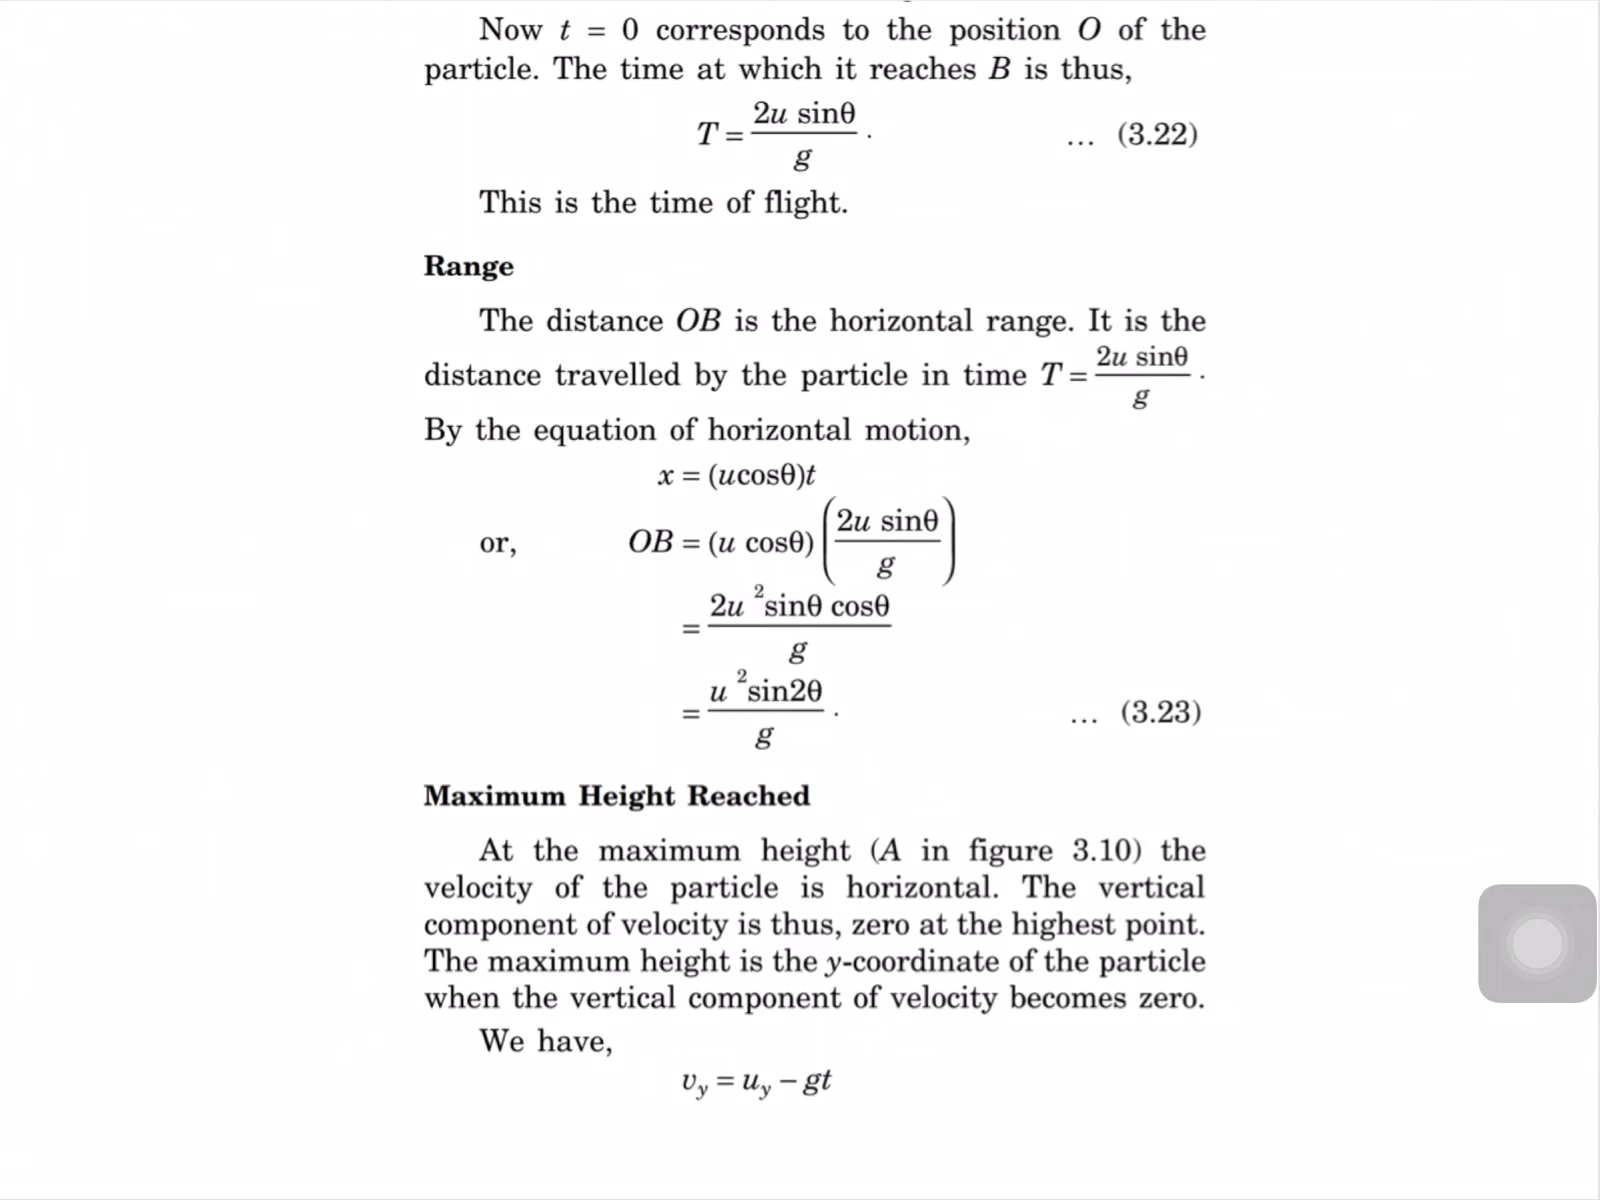 Now t = 0 corresponds to the position O of the
particle. The time at which it reaches B is thus,
T = 2u sinθ / g . ... (3.22)
This is the time of flight.
Range
The distance OB is the horizontal range. It is the
distance travelled by the particle in time T = 2u sinθ / g .
By the equation of horizontal motion,
x = (ucosθ)t
or, OB = (u cosθ) (2u sinθ / g)
= 2u ²sinθ cosθ / g
= u ²sin2θ / g . ... (3.23)
Maximum Height Reached
At the maximum height (A in figure 3.10) the
velocity of the particle is horizontal. The vertical
component of velocity is thus, zero at the highest point.
The maximum height is the y-coordinate of the particle
when the vertical component of velocity becomes zero.
We have,
v_y = u_y − gt